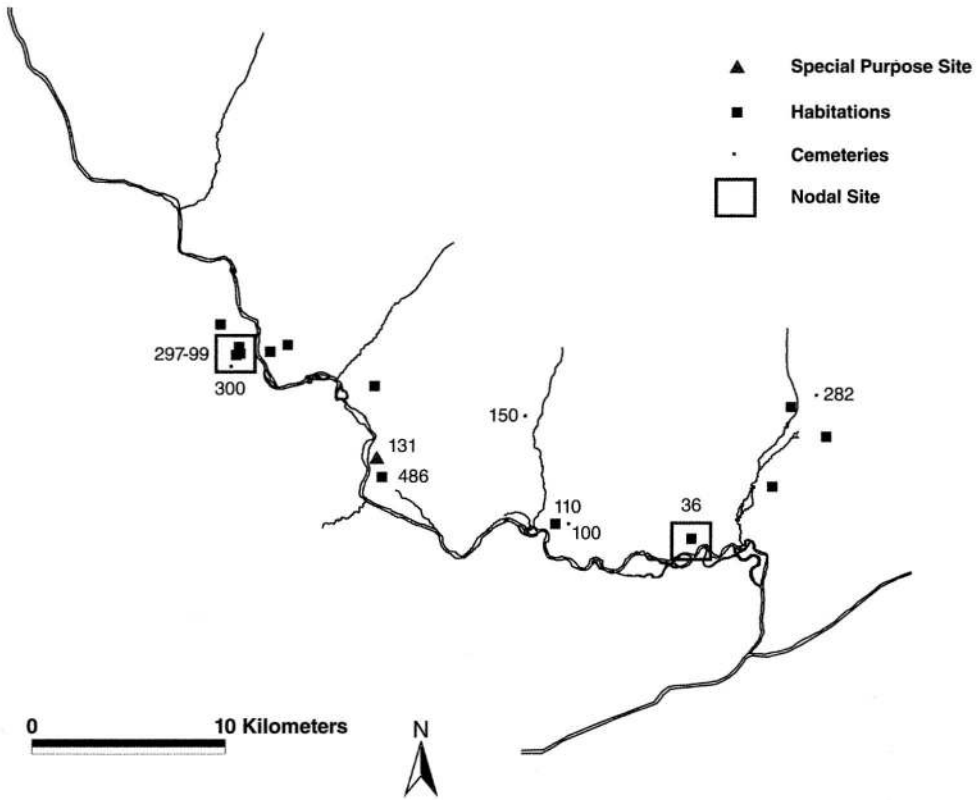 Special Purpose Site
Habitations
Cemeteries
Nodal Site
297-99
300
150
282
131
486
110
100
36
0 10 Kilometers
N